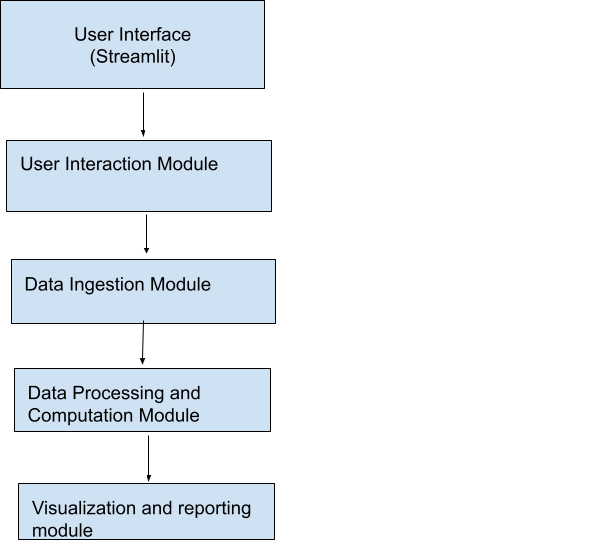 User Interface
(Streamlit)
User Interaction Module
Data Ingestion Module
Data Processing and
Computation Module
Visualization and reporting
module